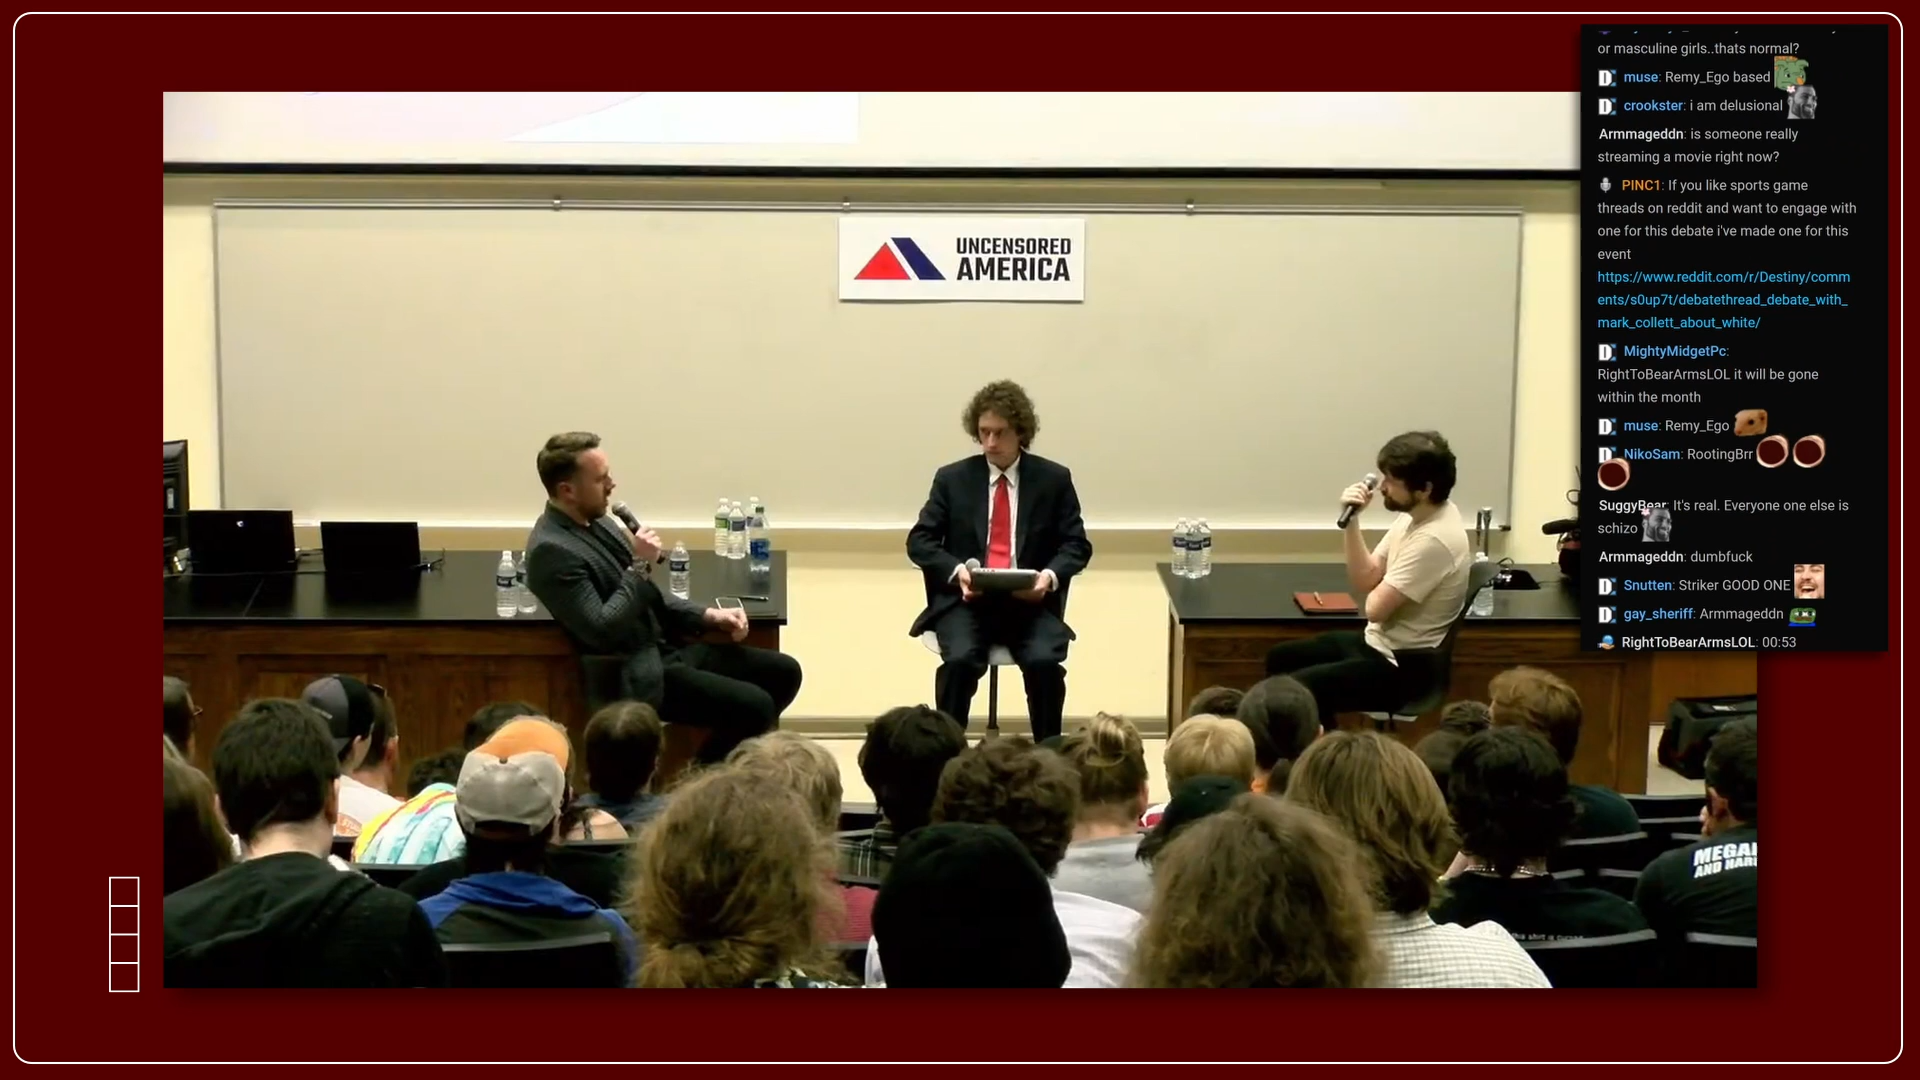 UNCENSORED
AMERICA
MEGA
AND HAR
or masculine girls..thats normal?
muse: Remy_Ego based
crookster: i am delusional
Armmageddn: is someone really
streaming a movie right now?
PINC1: If you like sports game
threads on reddit and want to engage with
one for this debate i've made one for this
event
https://www.reddit.com/r/Destiny/comm
ents/s0up7t/debatethread_debate_with_
mark_collett_about_white/
MightyMidgetPc:
RightToBearArmsLOL it will be gone
within the month
muse: Remy_Ego
NikoSam: RootingBrr
SuggyBear: It's real. Everyone one else is
schizo
Armmageddn: dumbfuck
Snutten: Striker GOOD ONE
gay_sheriff: Armmageddn
RightToBearArmsLOL: 00:53